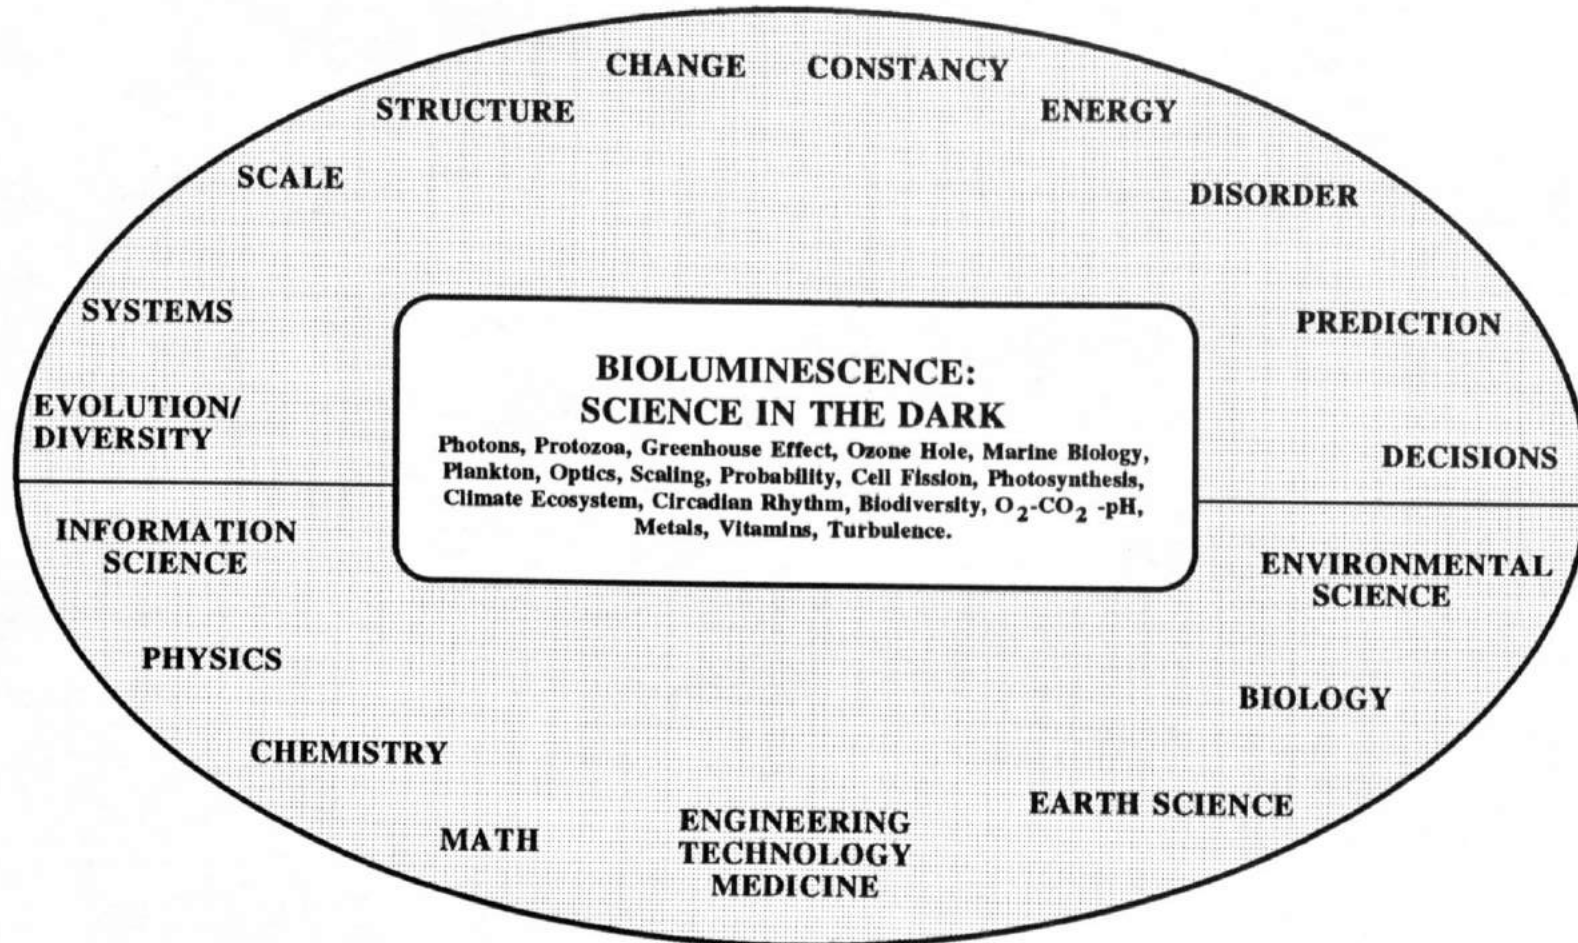 CHANGE CONSTANCY
STRUCTURE ENERGY
SCALE DISORDER
SYSTEMS PREDICTION
EVOLUTION/
DIVERSITY
DECISIONS
BIOLUMINESCENCE:
SCIENCE IN THE DARK
Photons, Protozoa, Greenhouse Effect, Ozone Hole, Marine Biology,
Plankton, Optics, Scaling, Probability, Cell Fission, Photosynthesis,
Climate Ecosystem, Circadian Rhythm, Biodiversity, O₂-CO₂ -pH,
Metals, Vitamins, Turbulence.
INFORMATION
SCIENCE
ENVIRONMENTAL
SCIENCE
PHYSICS
BIOLOGY
CHEMISTRY
EARTH SCIENCE
MATH
ENGINEERING
TECHNOLOGY
MEDICINE